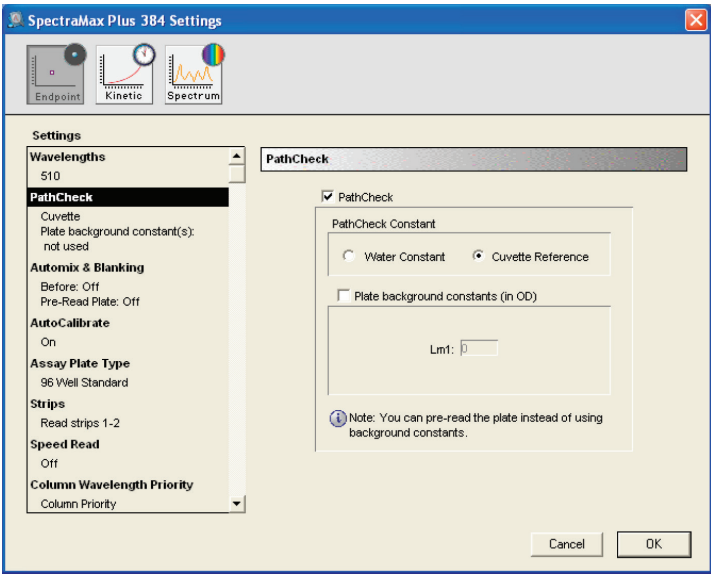 SpectraMax Plus 384 Settings
Endpoint
Kinetic
Spectrum
Settings
Wavelengths
510
PathCheck
Cuvette
Plate background constant(s):
not used
Automix & Blanking
Before: Off
Pre-Read Plate: Off
AutoCalibrate
On
Assay Plate Type
96 Well Standard
Strips
Read strips 1-2
Speed Read
Off
Column Wavelength Priority
Column Priority
PathCheck
PathCheck
PathCheck Constant
Water Constant
Cuvette Reference
Plate background constants (in OD)
Lm1: 0
Note: You can pre-read the plate instead of using
background constants.
Cancel
OK